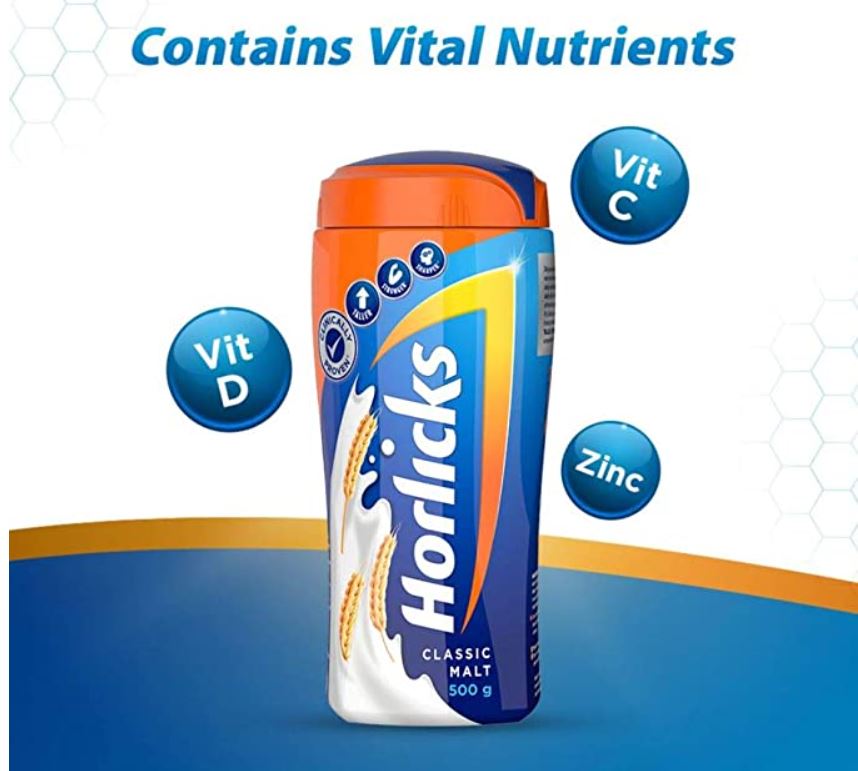 Contains Vital Nutrients
Vit
C
Vit
D
Zinc
CLINICALLY
PROVEN
TALLER
STRONGER
SHARPER
Horlicks
CLASSIC
MALT
500 g